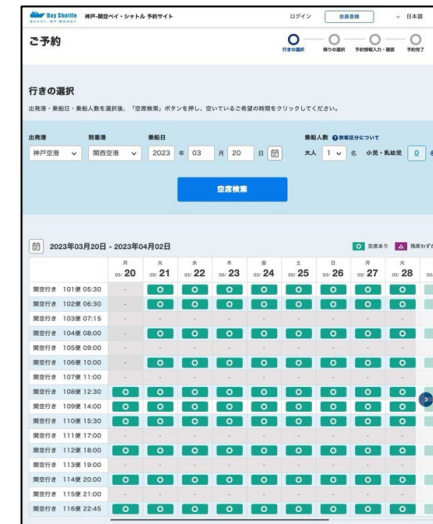 Bay Shuttle 神戸-関空ベイ・シャトル 予約サイト ログイン 会員登録 日本語
ご予約
行きの選択 帰りの選択 予約情報入力・確認 予約完了
行きの選択
出発港・乗船日・乗船人数を選択後、「空席検索」ボタンを押し、空いているご希望の時間をクリックしてください。
出発港 到着港 乗船日 乗船人数 旅客区分について
神戸空港 関西空港 2023 年 03 月 20 日 大人 1 名 小児・乳幼児 0
空席検索
2023年03月20日 - 2023年04月02日 空席あり 残席わずか
月 火 水 木 金 土 日 月 火
03/ 20 03/ 21 03/ 22 03/ 23 03/ 24 03/ 25 03/ 26 03/ 27 03/ 28 03/
関空行き 101便 05:30 -
関空行き 102便 06:30 -
関空行き 103便 07:15 - - - - - - - - -
関空行き 104便 08:00 -
関空行き 105便 09:00 - - - - - - - - -
関空行き 106便 10:00 -
関空行き 107便 11:00 - - - - - - - - -
関空行き 108便 12:30
関空行き 109便 14:00
関空行き 110便 15:30
関空行き 111便 17:00 - - - - - - - - -
関空行き 112便 18:00
関空行き 113便 19:00 - - - - - - - - -
関空行き 114便 20:00
関空行き 115便 21:00 - - - - - - - - -
関空行き 116便 22:45